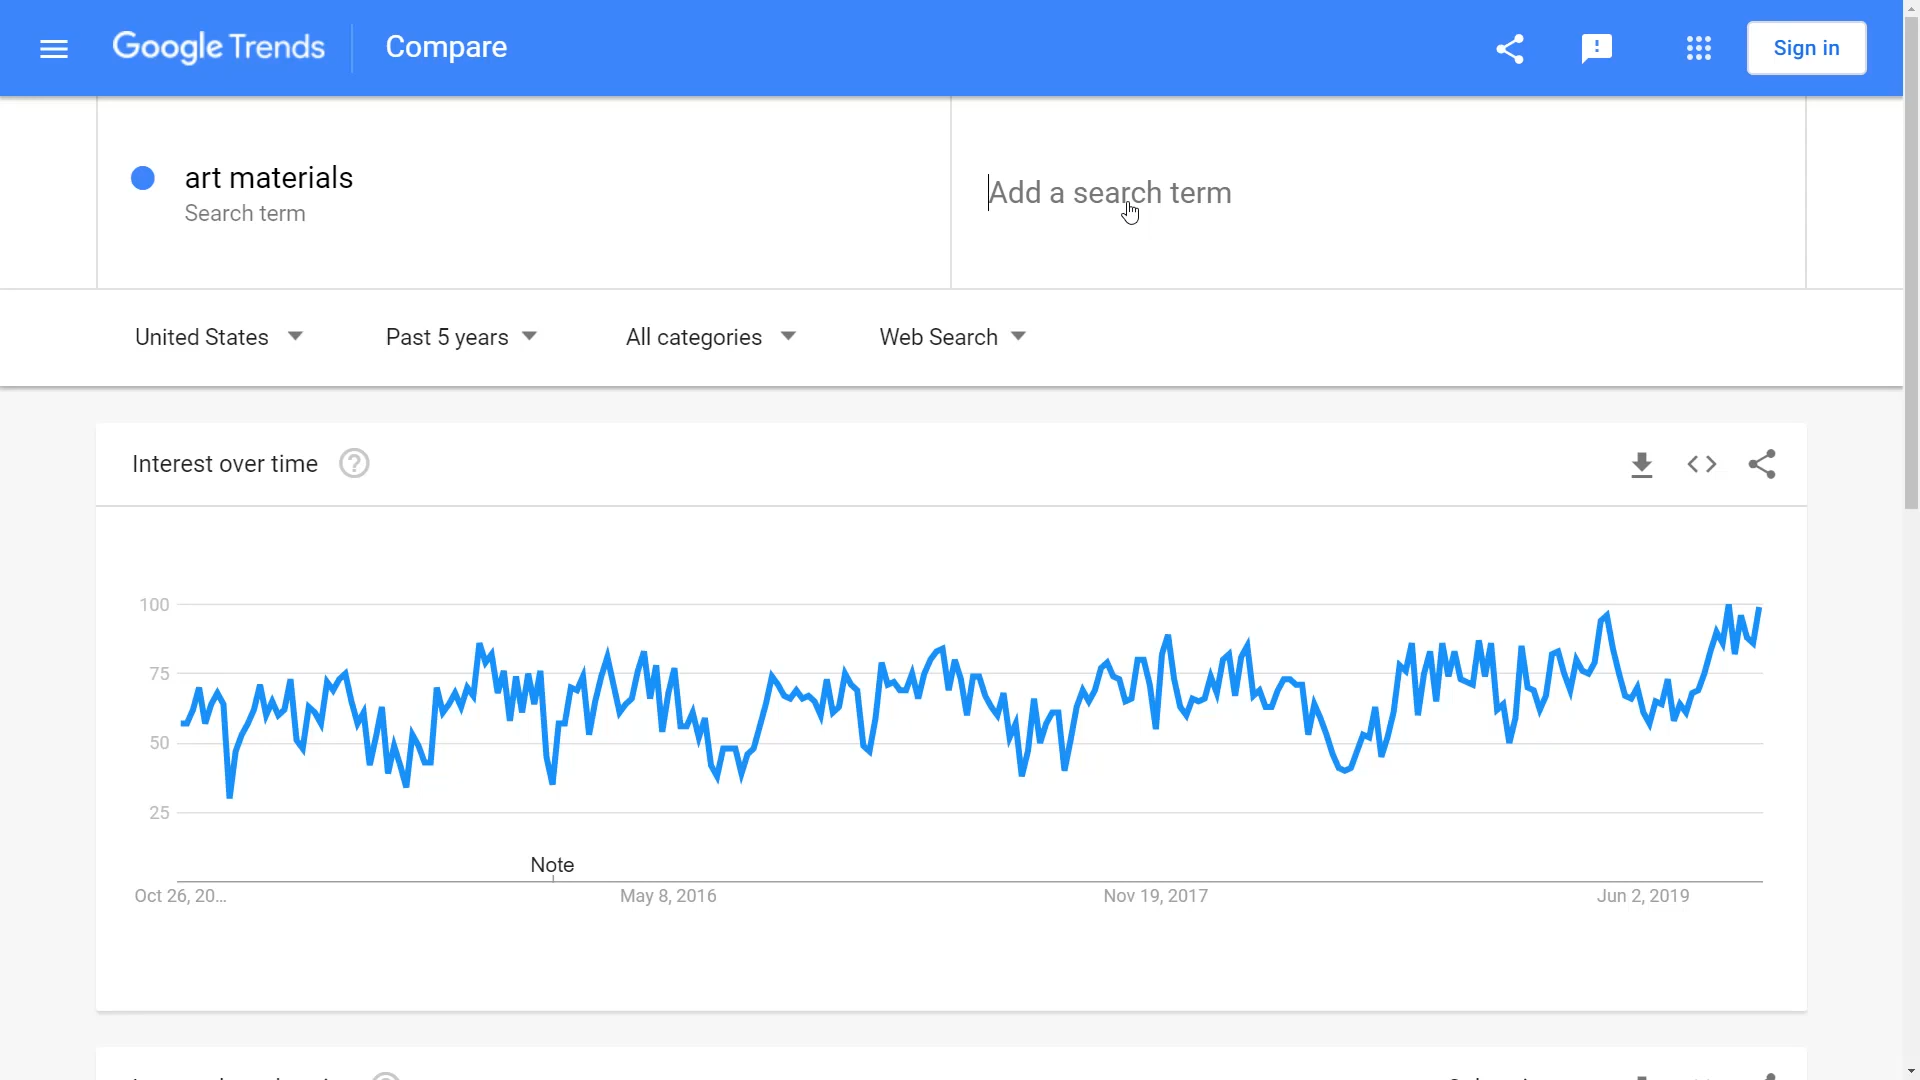 Google Trends
Compare
Sign in
art materials
Search term
Add a search term
United States
Past 5 years
All categories
Web Search
Interest over time
100
75
50
25
Note
Oct 26, 20...
May 8, 2016
Nov 19, 2017
Jun 2, 2019